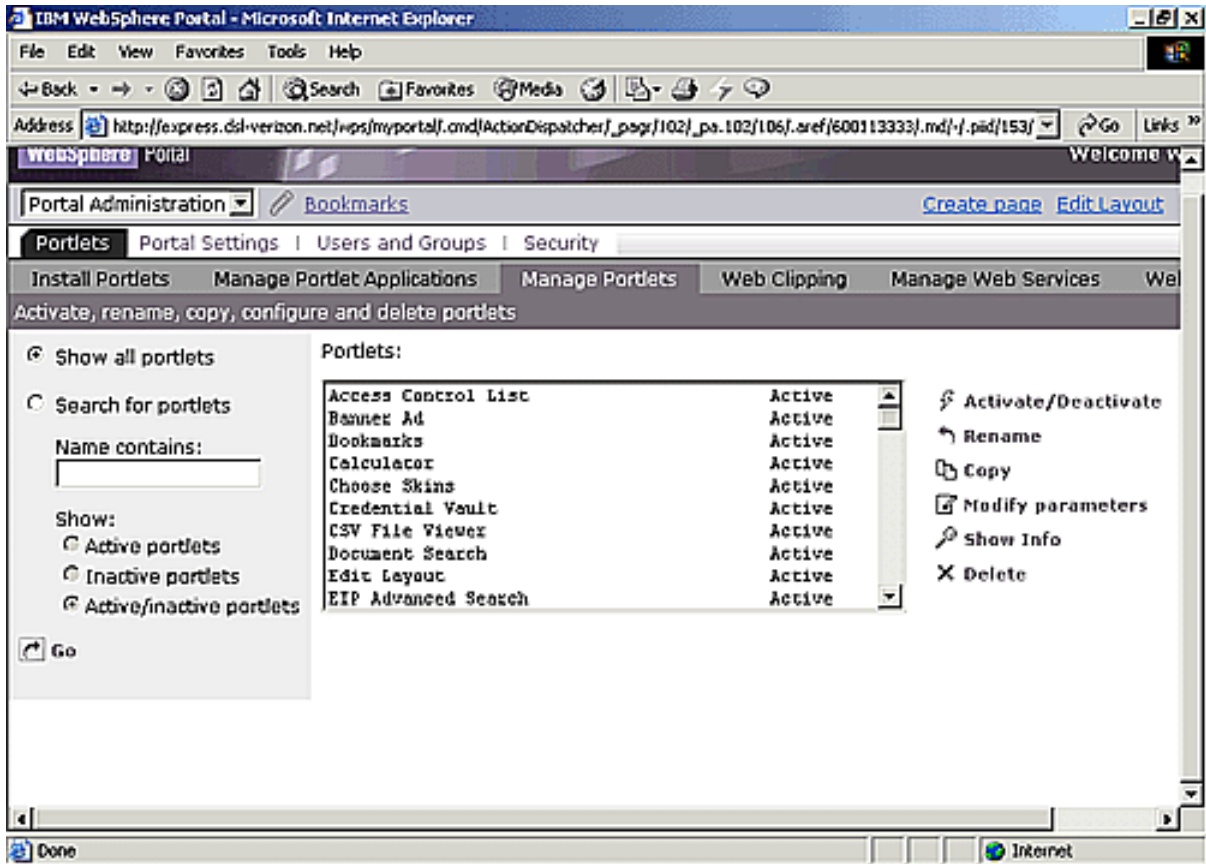 IBM WebSphere Portal - Microsoft Internet Explorer
File Edit View Favorites Tools Help
Back Search Favorites Media
Address http://express.dsl-verizon.net/wps/myportal/.cmd/ActionDispatcher/_pagr/102/_pa.102/106/.aref/600113333/.md/-/.piid/153/ Go Links »
WebSphere Portal Welcome W
Portal Administration Bookmarks Create page Edit Layout
Portlets Portal Settings | Users and Groups | Security
Install Portlets Manage Portlet Applications Manage Portlets Web Clipping Manage Web Services Wel
Activate, rename, copy, configure and delete portlets
Show all portlets
Search for portlets
Name contains:
Show:
Active portlets
Inactive portlets
Active/inactive portlets
Go
Portlets:
Access Control List Active
Banner Ad Active
Bookmarks Active
Calculator Active
Choose Skins Active
Credential Vault Active
CSV File Viewer Active
Document Search Active
Edit Layout Active
EIP Advanced Search Active
Activate/Deactivate
Rename
Copy
Modify parameters
Show Info
Delete
Done Internet